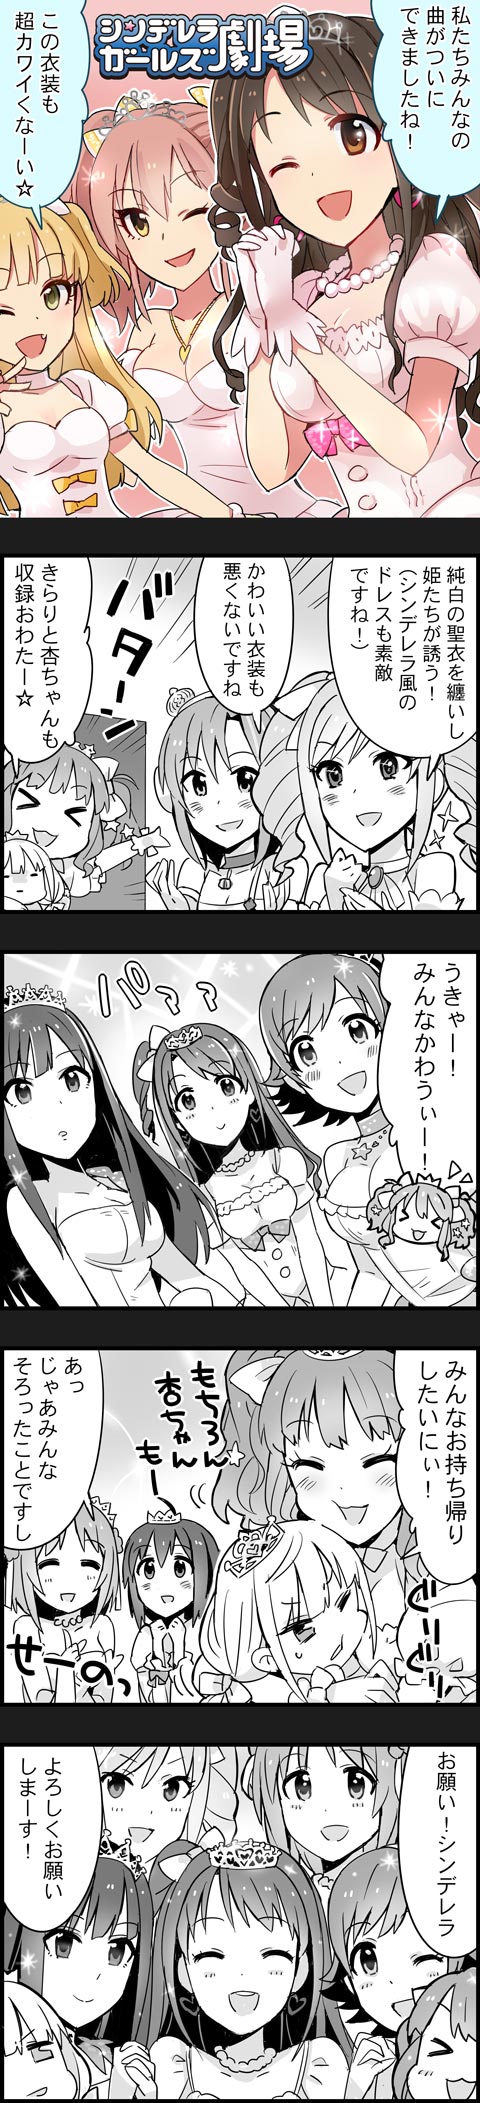 シンデレラ
ガールズ劇場
私たちみんなの
曲がついに
できましたね！
この衣装も
超カワイくなーい☆
純白の聖衣を纏いし
姫たちが誘う！
（シンデレラ風の
ドレスも素敵
ですね！）
かわいい衣装も
悪くないですね
バターン
きらりと杏ちゃんも
収録おわたー☆
うきゃー！
みんなかわうぃー！
パァァァ
みんなお持ち帰り
したいにぃ！
ぐりぐり
もちろん
杏ちゃんも
もー
あっ
じゃあみんな
そろったことですし
せーのっ
お願い！シンデレラ
よろしくお願い
しまーす！